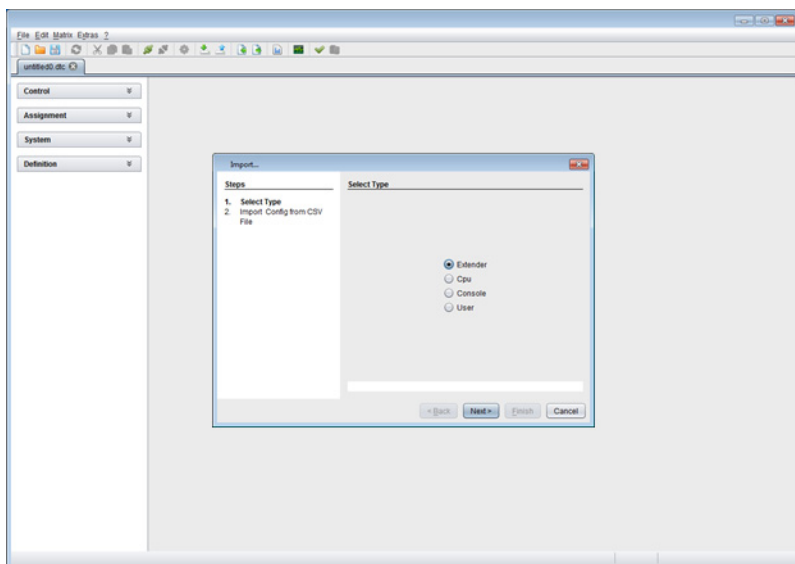 File Edit Matrix Extras ?
untitled0.dtc
Control
Assignment
System
Definition
Import...
Steps
1. Select Type
2. Import Config from CSV
File
Select Type
Extender
Cpu
Console
User
< Back Next > Finish Cancel